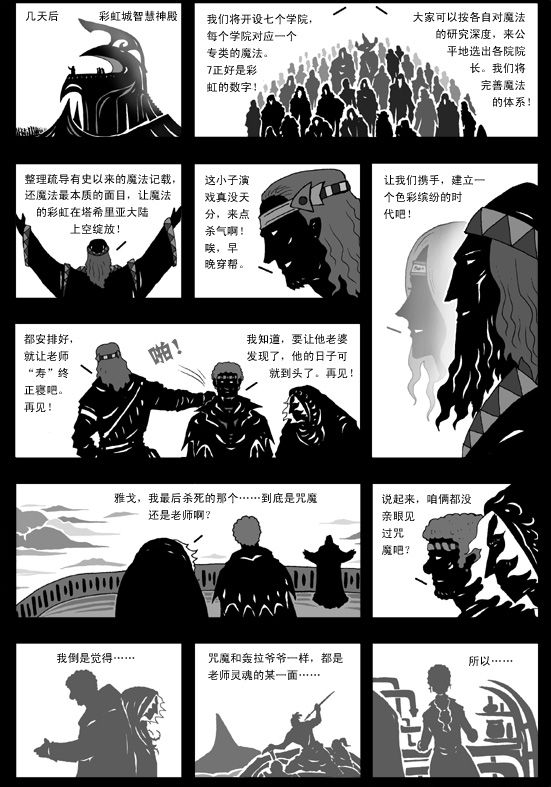 几天后　　彩虹城智慧神殿
我们将开设七个学院，
每个学院对应一个
专类的魔法。
7正好是彩
虹的数字！
大家可以按各自对魔法
的研究深度，来公
平地选出各院院
长。我们将
完善魔法
的体系！
整理疏导有史以来的魔法记载，
还魔法最本质的面目，让魔法
的彩虹在塔希里亚大陆
上空绽放！
这小子演
戏真没天
分，来点
杀气啊！
唉，早
晚穿帮。
让我们携手，建立一
个色彩缤纷的时
代吧！
都安排好，
就让老师
“寿”终
正寝吧。
再见！
啪！
我知道，要让他老婆
发现了，他的日子可
就到头了。再见！
雅戈，我最后杀死的那个……到底是咒魔
还是老师啊？
说起来，咱俩都没
亲眼见
过咒
魔吧？
我倒是觉得……
咒魔和轰拉爷爷一样，都是
老师灵魂的某一面……
所以……